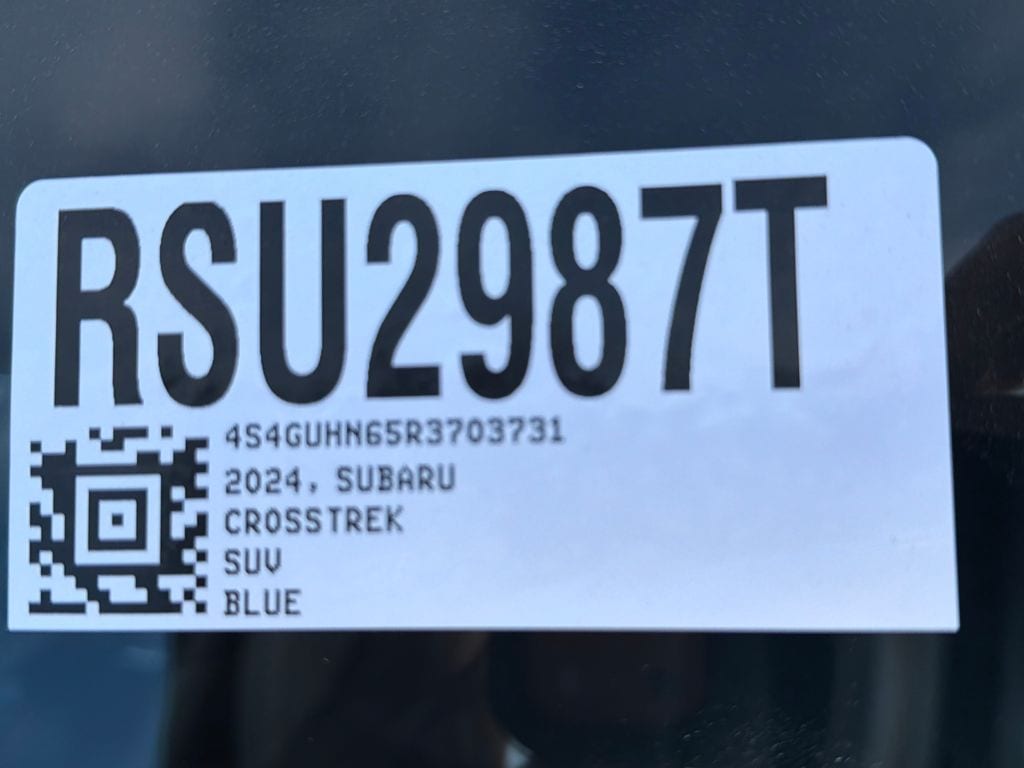 RSU2987T
4S4GUHN65R3703731
2024, SUBARU
CROSSTREK
SUV
BLUE